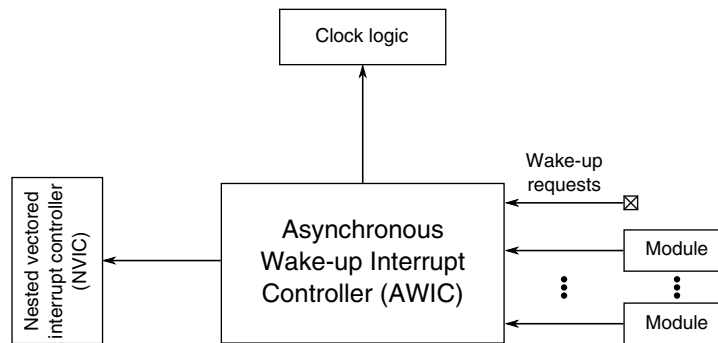 Clock logic
Wake-up
requests
Nested vectored
interrupt controller
(NVIC)
Asynchronous
Wake-up Interrupt
Controller (AWIC)
Module
Module